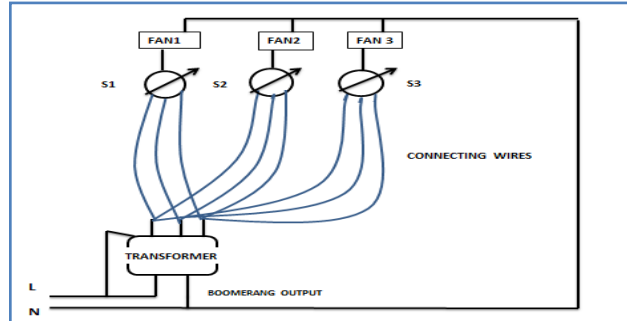 FAN1
FAN2
FAN 3
S1
S2
S3
CONNECTING WIRES
TRANSFORMER
L
BOOMERANG OUTPUT
N